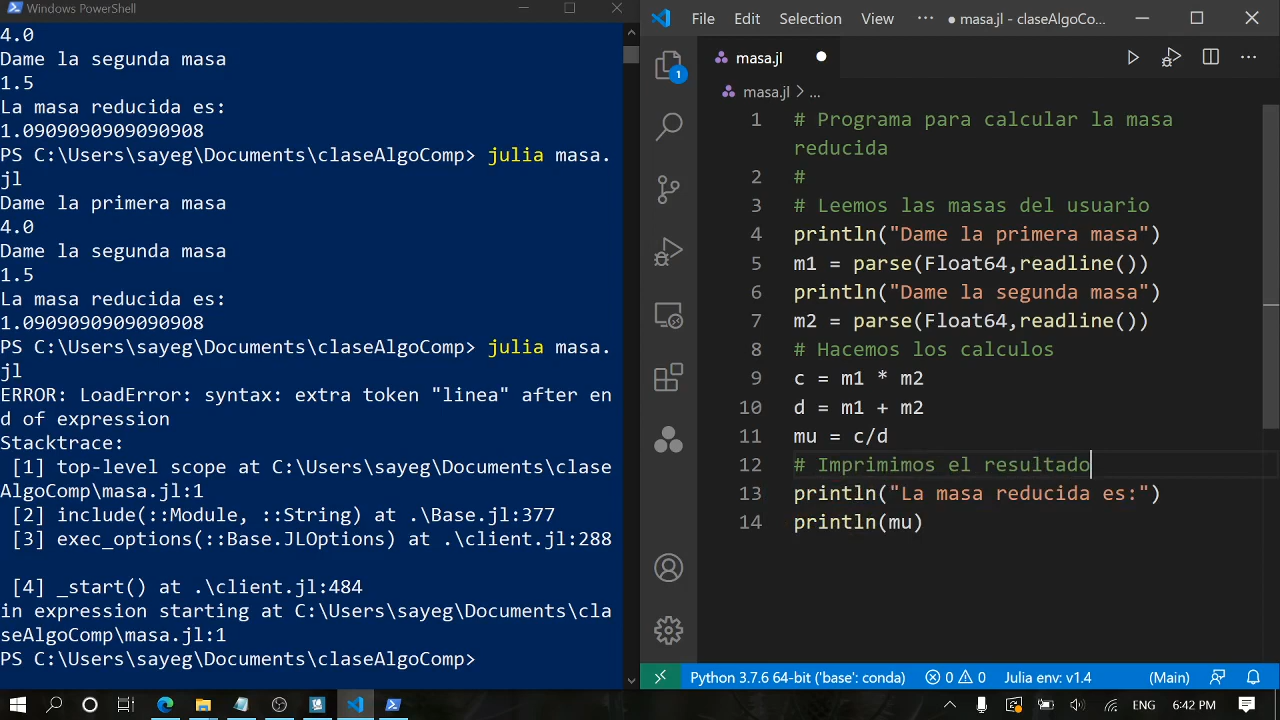 Windows PowerShell
4.0
Dame la segunda masa
1.5
La masa reducida es:
1.0909090909090908
PS C:\Users\sayeg\Documents\claseAlgoComp> julia masa.
jl
Dame la primera masa
4.0
Dame la segunda masa
1.5
La masa reducida es:
1.0909090909090908
PS C:\Users\sayeg\Documents\claseAlgoComp> julia masa.
jl
ERROR: LoadError: syntax: extra token "linea" after en
d of expression
Stacktrace:
[1] top-level scope at C:\Users\sayeg\Documents\clase
AlgoComp\masa.jl:1
[2] include(::Module, ::String) at .\Base.jl:377
[3] exec_options(::Base.JLOptions) at .\client.jl:288
[4] _start() at .\client.jl:484
in expression starting at C:\Users\sayeg\Documents\cla
seAlgoComp\masa.jl:1
PS C:\Users\sayeg\Documents\claseAlgoComp>
File Edit Selection View ··· ● masa.jl - claseAlgoCo...
masa.jl
1
masa.jl > ...
1 # Programa para calcular la masa
reducida
2 #
3 # Leemos las masas del usuario
4 println("Dame la primera masa")
5 m1 = parse(Float64,readline())
6 println("Dame la segunda masa")
7 m2 = parse(Float64,readline())
8 # Hacemos los calculos
9 c = m1 * m2
10 d = m1 + m2
11 mu = c/d
12 # Imprimimos el resultado
13 println("La masa reducida es:")
14 println(mu)
Python 3.7.6 64-bit ('base': conda) 0 0 Julia env: v1.4 (Main)
6:42 PM